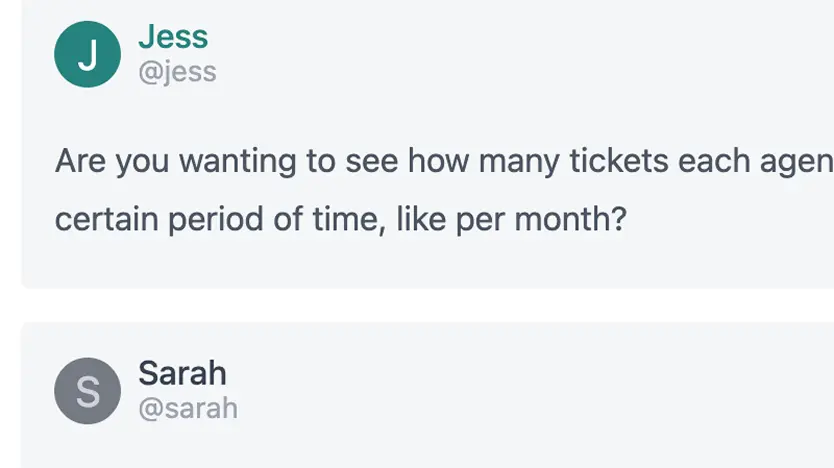 J
Jess
@jess
Are you wanting to see how many tickets each agen
certain period of time, like per month?
S
Sarah
@sarah